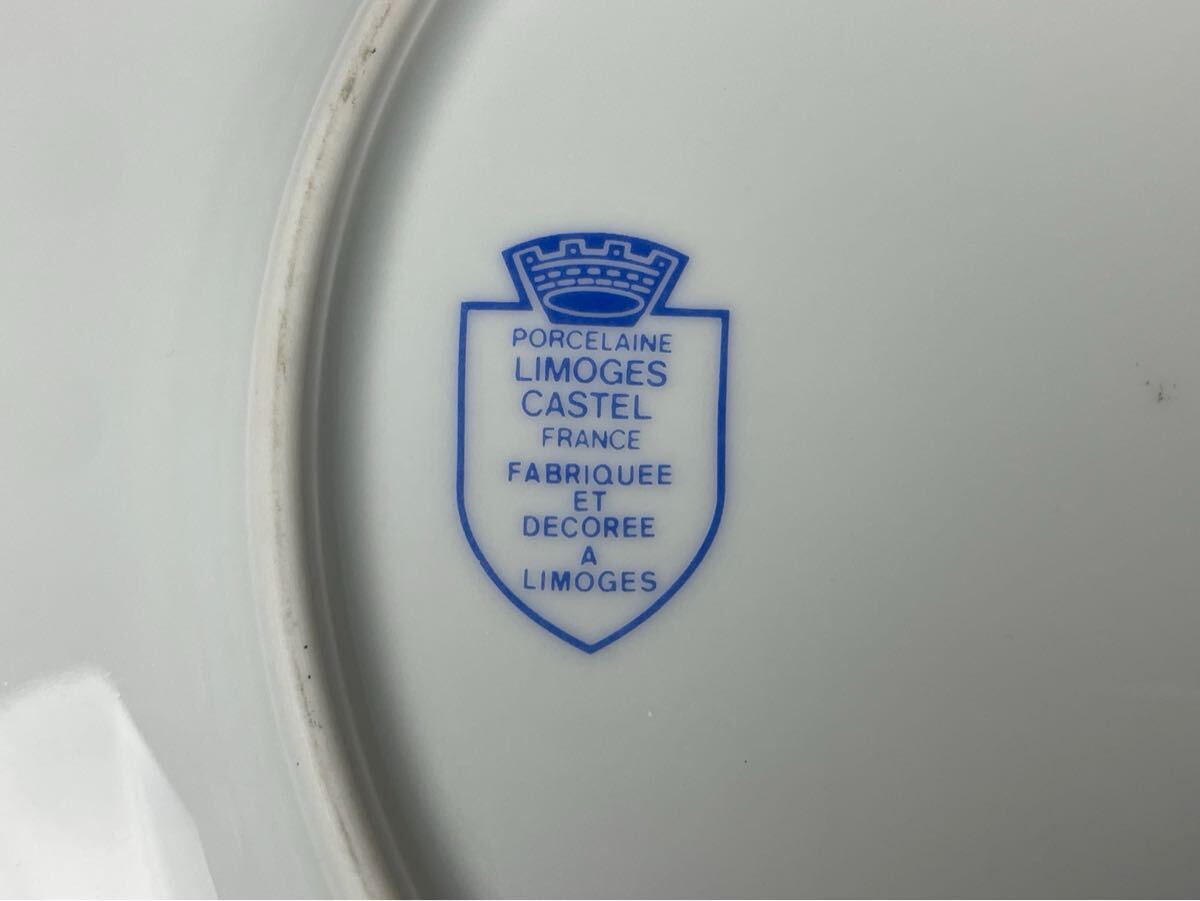 PORCELAINE
LIMOGES
CASTEL
FRANCE
FABRIQUEE
ET
DECOREE
A
LIMOGES